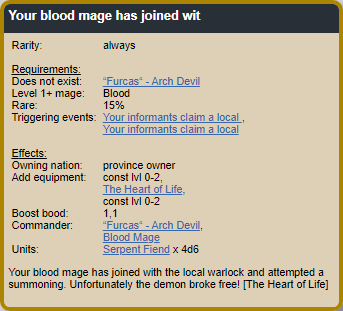 Your blood mage has joined wit
Rarity: always
Requirements:
Does not exist: “Furcas“ - Arch Devil
Level 1+ mage: Blood
Rare: 15%
Triggering events: Your informants claim a local ,
Your informants claim a local
Effects:
Owning nation: province owner
Add equipment: const lvl 0-2,
The Heart of Life,
const lvl 0-2
Boost bood: 1,1
Commander: “Furcas“ - Arch Devil,
Blood Mage
Units: Serpent Fiend x 4d6
Your blood mage has joined with the local warlock and attempted a
summoning. Unfortunately the demon broke free! [The Heart of Life]